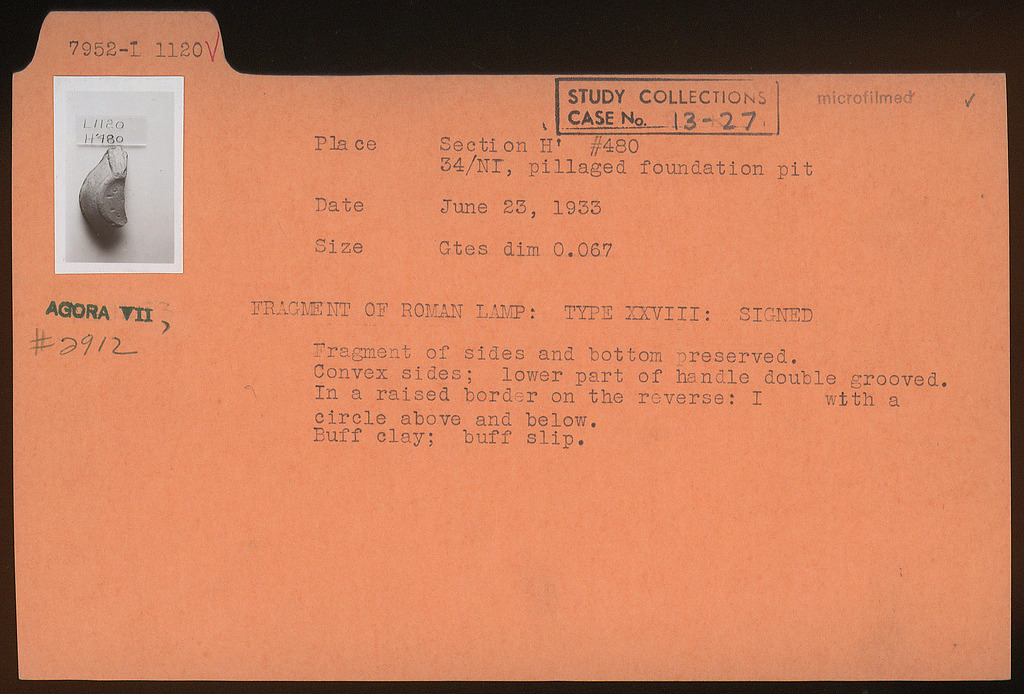 7952-L 1120 V
L1120
H'480
STUDY COLLECTIONS
CASE No. 13-27
microfilmed ✓
Place Section H' #480
34/NI, pillaged foundation pit
Date June 23, 1933
Size Gtes dim 0.067
AGORA VII,
#2912
FRAGMENT OF ROMAN LAMP: TYPE XXVIII: SIGNED
Fragment of sides and bottom preserved.
Convex sides; lower part of handle double grooved.
In a raised border on the reverse: I with a
circle above and below.
Buff clay; buff slip.